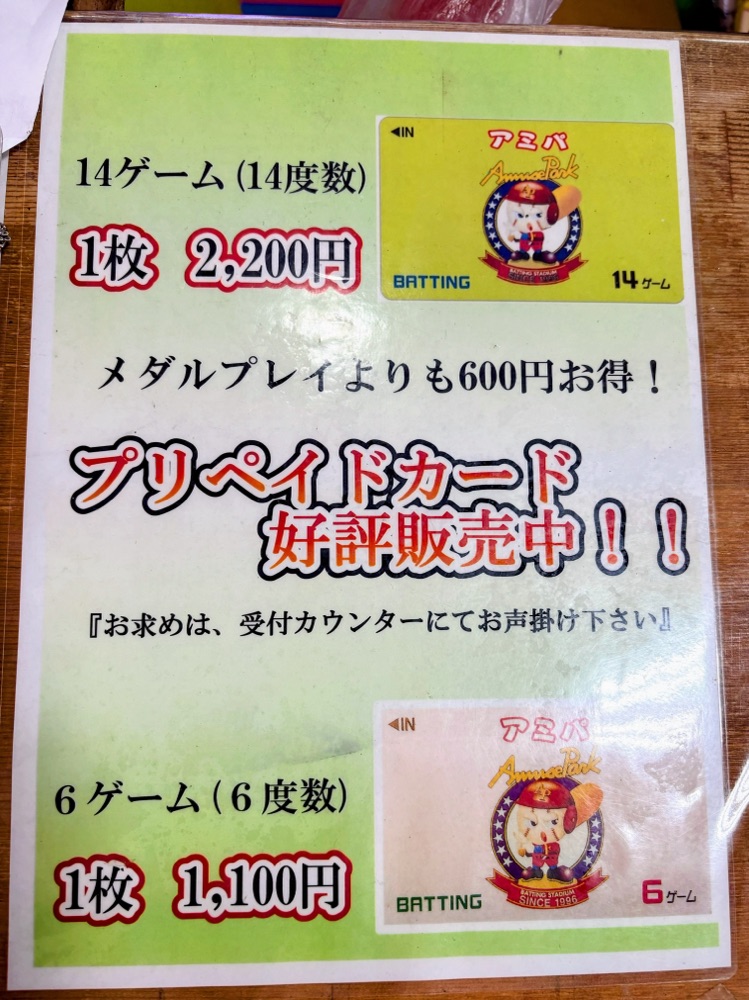 14ゲーム(14度数)
1枚 2,200円
◀IN
アミパ
AmusePark
BATTING STADIUM
SINCE 1996
BATTING
14ゲーム
メダルプレイよりも600円お得！
プリペイドカード
好評販売中！！
『お求めは、受付カウンターにてお声掛け下さい』
6ゲーム(6度数)
1枚 1,100円
◀IN
アミパ
AmusePark
BATTING STADIUM
SINCE 1996
BATTING
6ゲーム